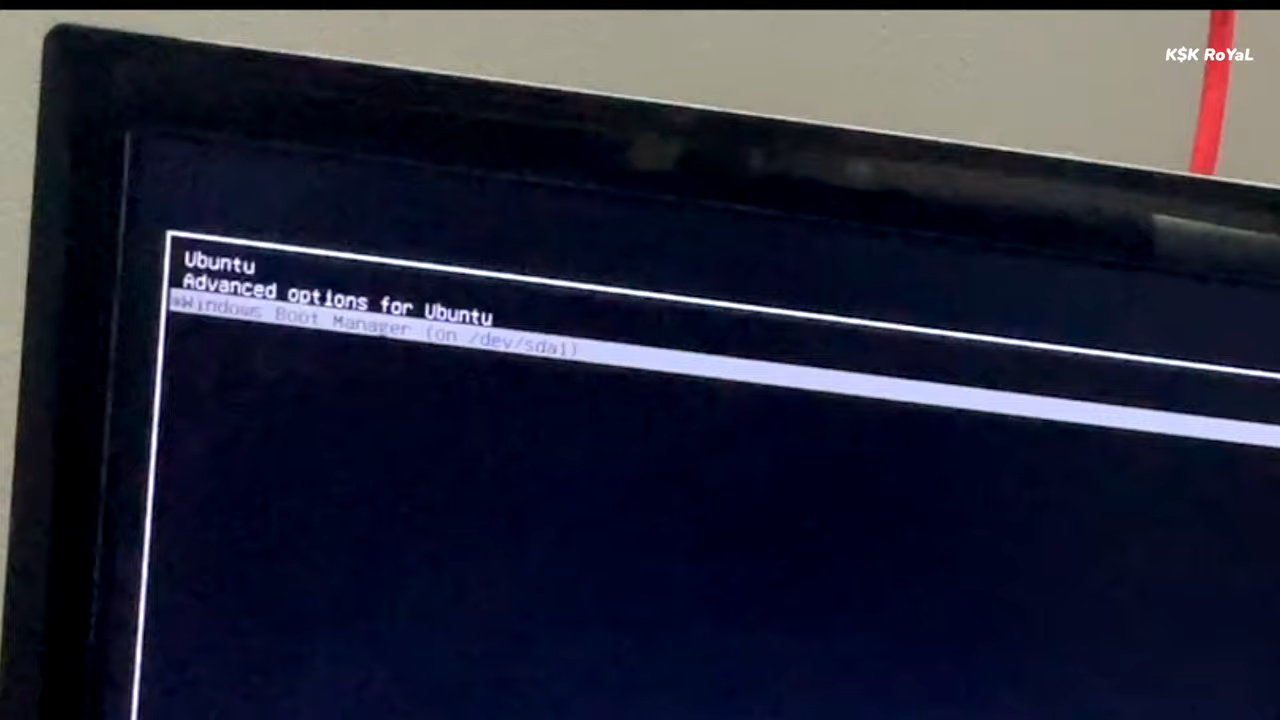 K$K RoYaL
Ubuntu
Advanced options for Ubuntu
*Windows Boot Manager (on /dev/sda1)